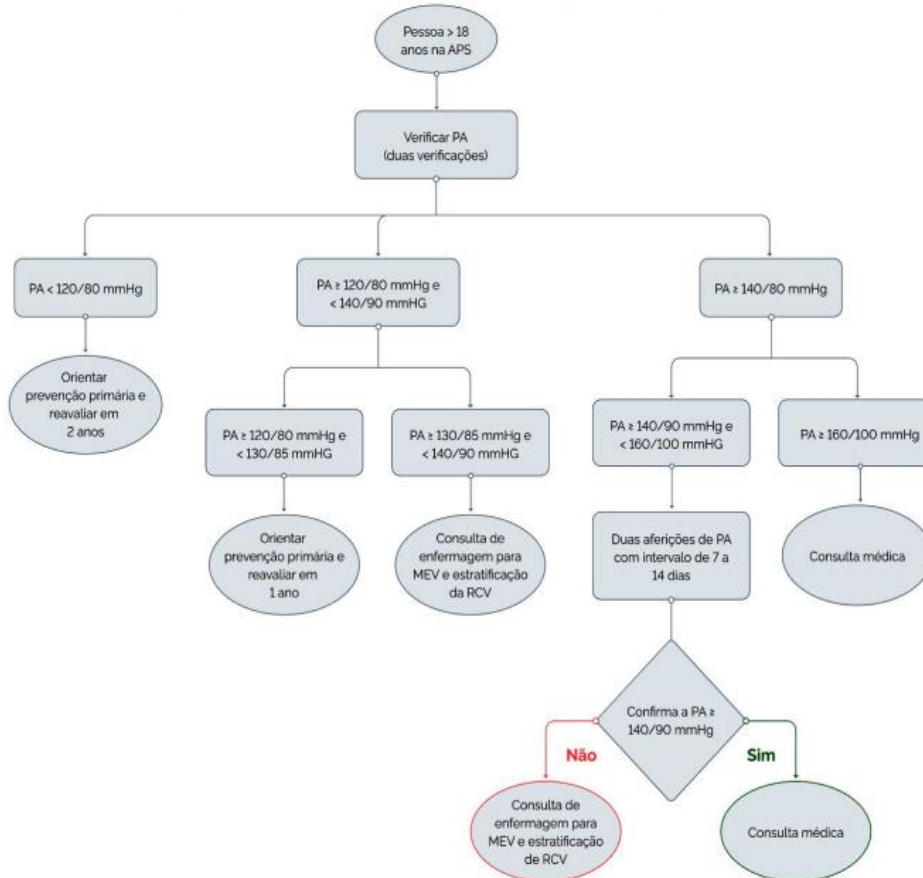 Pessoa > 18
anos na APS
Verificar PA
(duas verificações)
PA < 120/80 mmHg
PA ≥ 120/80 mmHg e
< 140/90 mmHG
PA ≥ 140/80 mmHg
Orientar
prevenção primária e
reavaliar em
2 anos
PA ≥ 120/80 mmHg e
< 130/85 mmHG
PA ≥ 130/85 mmHg e
< 140/90 mmHG
PA ≥ 140/90 mmHg e
< 160/100 mmHG
PA ≥ 160/100 mmHg
Orientar
prevenção primária e
reavaliar em
1 ano
Consulta de
enfermagem para
MEV e estratificação
da RCV
Duas aferições de PA
com intervalo de 7 a
14 dias
Consulta médica
Confirma a PA ≥
140/90 mmHg
Não
Sim
Consulta de
enfermagem para
MEV e estratificação
de RCV
Consulta médica